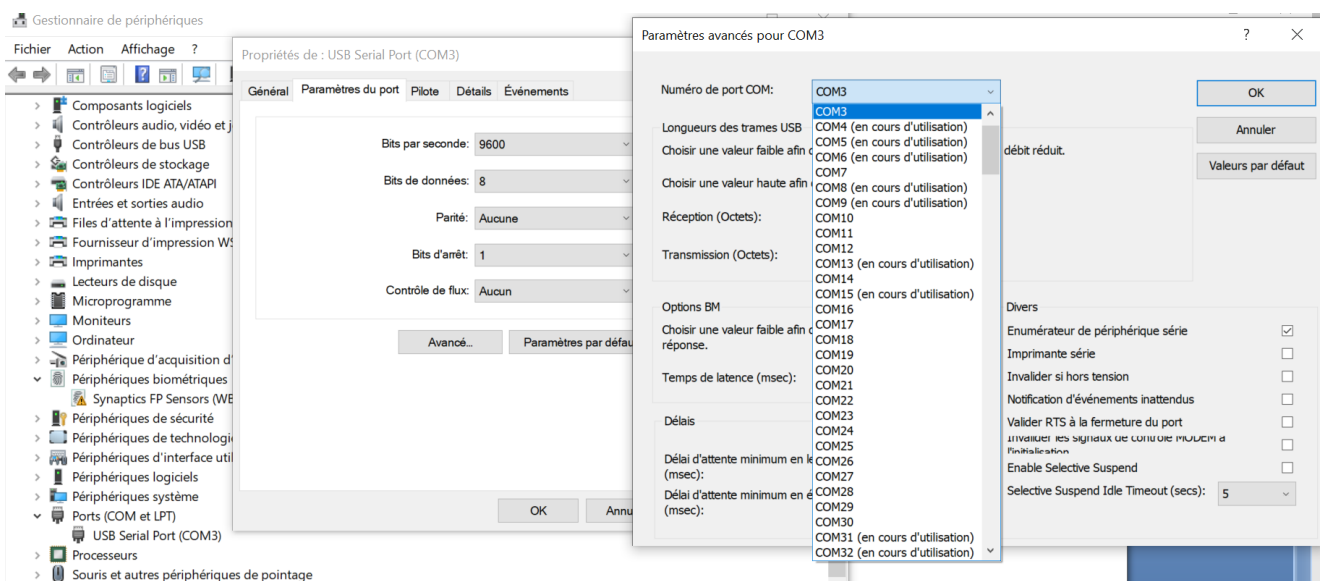 Gestionnaire de périphériques
Fichier Action Affichage ?
Composants logiciels
Contrôleurs audio, vidéo et j
Contrôleurs de bus USB
Contrôleurs de stockage
Contrôleurs IDE ATA/ATAPI
Entrées et sorties audio
Files d'attente à l'impression
Fournisseur d'impression WS
Imprimantes
Lecteurs de disque
Microprogramme
Moniteurs
Ordinateur
Périphérique d'acquisition d'
Périphériques biométriques
Synaptics FP Sensors (WB
Périphériques de sécurité
Périphériques de technologi
Périphériques d'interface util
Périphériques logiciels
Périphériques système
Ports (COM et LPT)
USB Serial Port (COM3)
Processeurs
Souris et autres périphériques de pointage
Propriétés de : USB Serial Port (COM3)
Général Paramètres du port Pilote Détails Événements
Bits par seconde: 9600
Bits de données: 8
Parité: Aucune
Bits d'arrêt: 1
Contrôle de flux: Aucun
Avancé... Paramètres par défau
OK Annu
Paramètres avancés pour COM3 ?
Numéro de port COM: COM3
OK
Annuler
Valeurs par défaut
Longueurs des trames USB
Choisir une valeur faible afin d débit réduit.
Choisir une valeur haute afin
Réception (Octets):
Transmission (Octets):
Options BM
Choisir une valeur faible afin d
réponse.
Temps de latence (msec):
Délais
Délai d'attente minimum en le
(msec):
Délai d'attente minimum en é
(msec):
COM3
COM4 (en cours d'utilisation)
COM5 (en cours d'utilisation)
COM6 (en cours d'utilisation)
COM7
COM8 (en cours d'utilisation)
COM9 (en cours d'utilisation)
COM10
COM11
COM12
COM13 (en cours d'utilisation)
COM14
COM15 (en cours d'utilisation)
COM16
COM17
COM18
COM19
COM20
COM21
COM22
COM23
COM24
COM25
COM26
COM27
COM28
COM29
COM30
COM31 (en cours d'utilisation)
COM32 (en cours d'utilisation)
Divers
Enumérateur de périphérique série
Imprimante série
Invalider si hors tension
Notification d'événements inattendus
Valider RTS à la fermeture du port
Invalider les signaux de contrôle MODEM à
l'initialisation
Enable Selective Suspend
Selective Suspend Idle Timeout (secs): 5